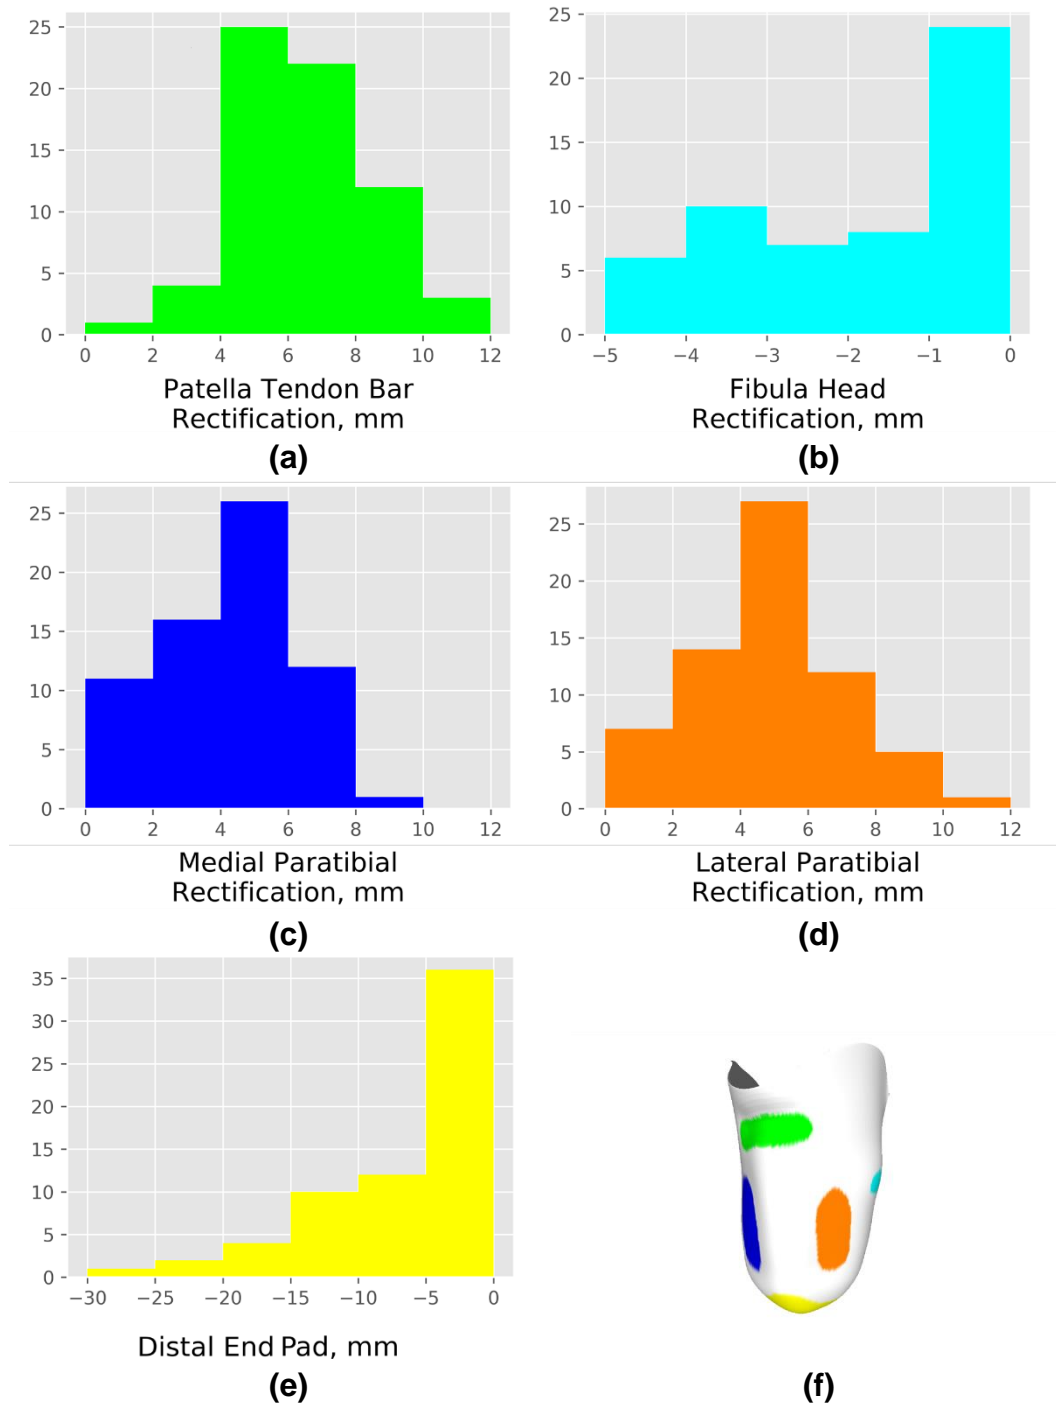 25
20
15
10
5
0
0 2 4 6 8 10 12
Patella Tendon Bar
Rectification, mm
(a)
25
20
15
10
5
0
−5 −4 −3 −2 −1 0
Fibula Head
Rectification, mm
(b)
25
20
15
10
5
0
0 2 4 6 8 10 12
Medial Paratibial
Rectification, mm
(c)
25
20
15
10
5
0
0 2 4 6 8 10 12
Lateral Paratibial
Rectification, mm
(d)
35
30
25
20
15
10
5
0
−30 −25 −20 −15 −10 −5 0
Distal End Pad, mm
(e)
(f)